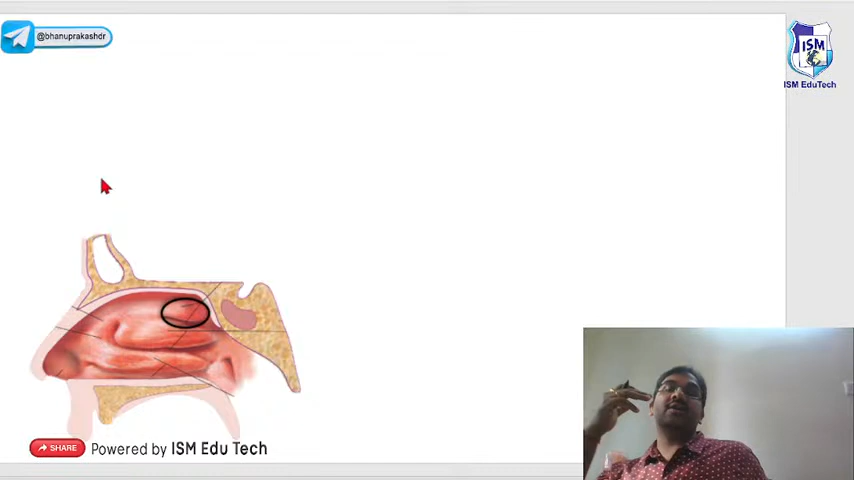 @bhanuprakashdr
ISM
ISM EduTech
SHARE
Powered by ISM Edu Tech